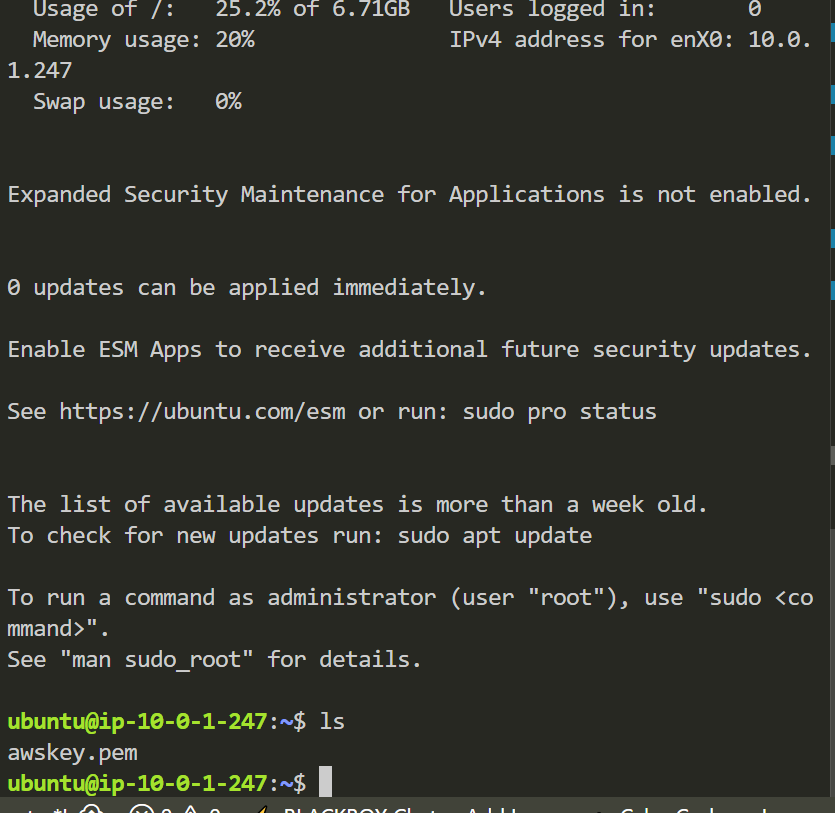 Usage of /:   25.2% of 6.71GB   Users logged in:       0
Memory usage: 20%               IPv4 address for enX0: 10.0.
1.247
Swap usage:   0%
Expanded Security Maintenance for Applications is not enabled.
0 updates can be applied immediately.
Enable ESM Apps to receive additional future security updates.
See https://ubuntu.com/esm or run: sudo pro status
The list of available updates is more than a week old.
To check for new updates run: sudo apt update
To run a command as administrator (user "root"), use "sudo <co
mmand>".
See "man sudo_root" for details.
ubuntu@ip-10-0-1-247:~$ ls
awskey.pem
ubuntu@ip-10-0-1-247:~$
BLACKBOX Chat